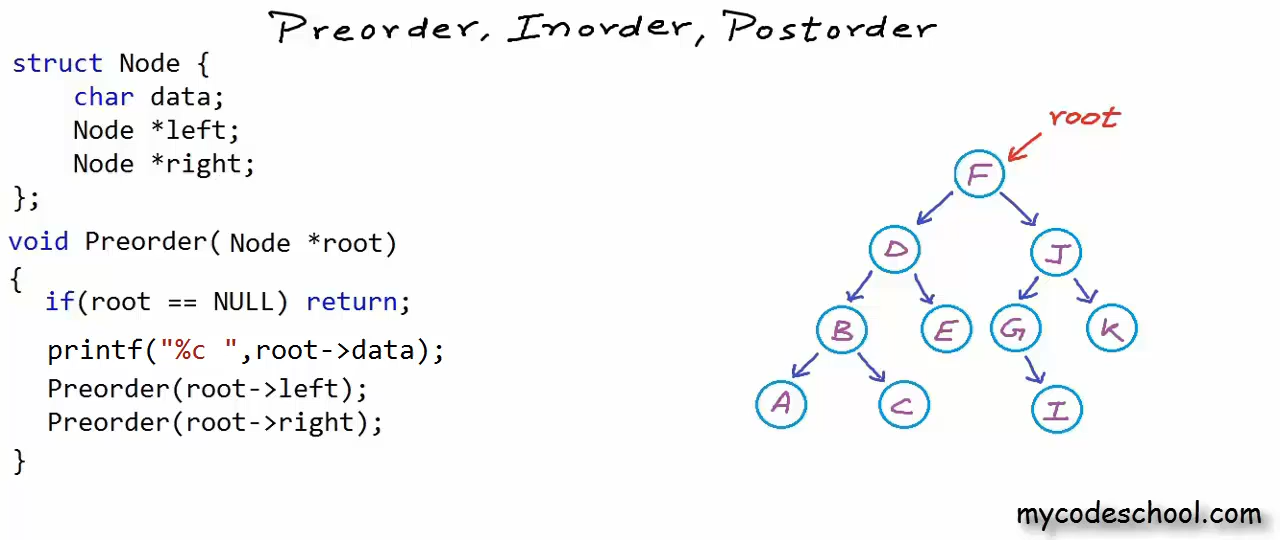 Preorder, Inorder, Postorder
struct Node {
char data;
Node *left;
Node *right;
};
void Preorder( Node *root)
{
if(root == NULL) return;
printf("%c ",root->data);
Preorder(root->left);
Preorder(root->right);
}
root
F
D J
B E G K
A C I
mycodeschool.com